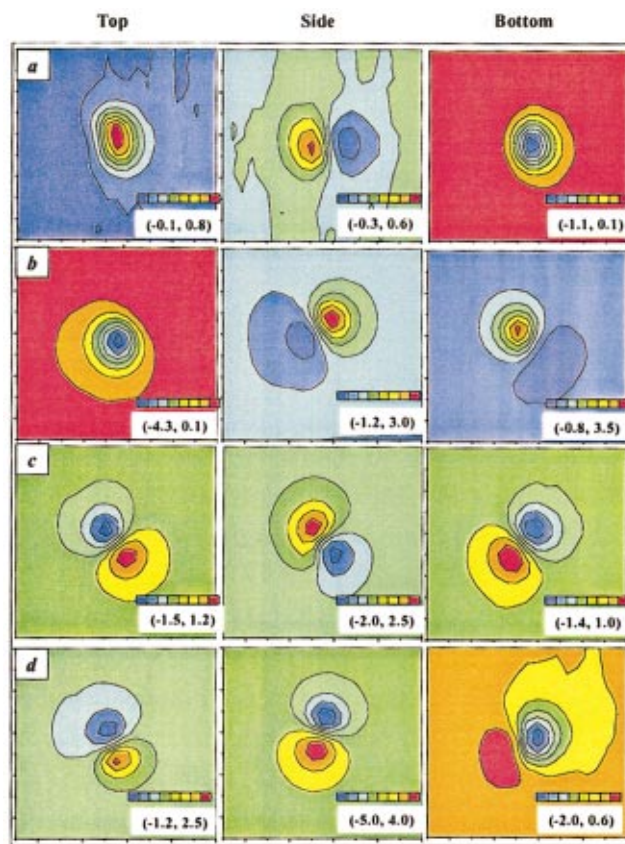 Top Side Bottom
a
(-0.1, 0.8) (-0.3, 0.6) (-1.1, 0.1)
b
(-4.3, 0.1) (-1.2, 3.0) (-0.8, 3.5)
c
(-1.5, 1.2) (-2.0, 2.5) (-1.4, 1.0)
d
(-1.2, 2.5) (-5.0, 4.0) (-2.0, 0.6)